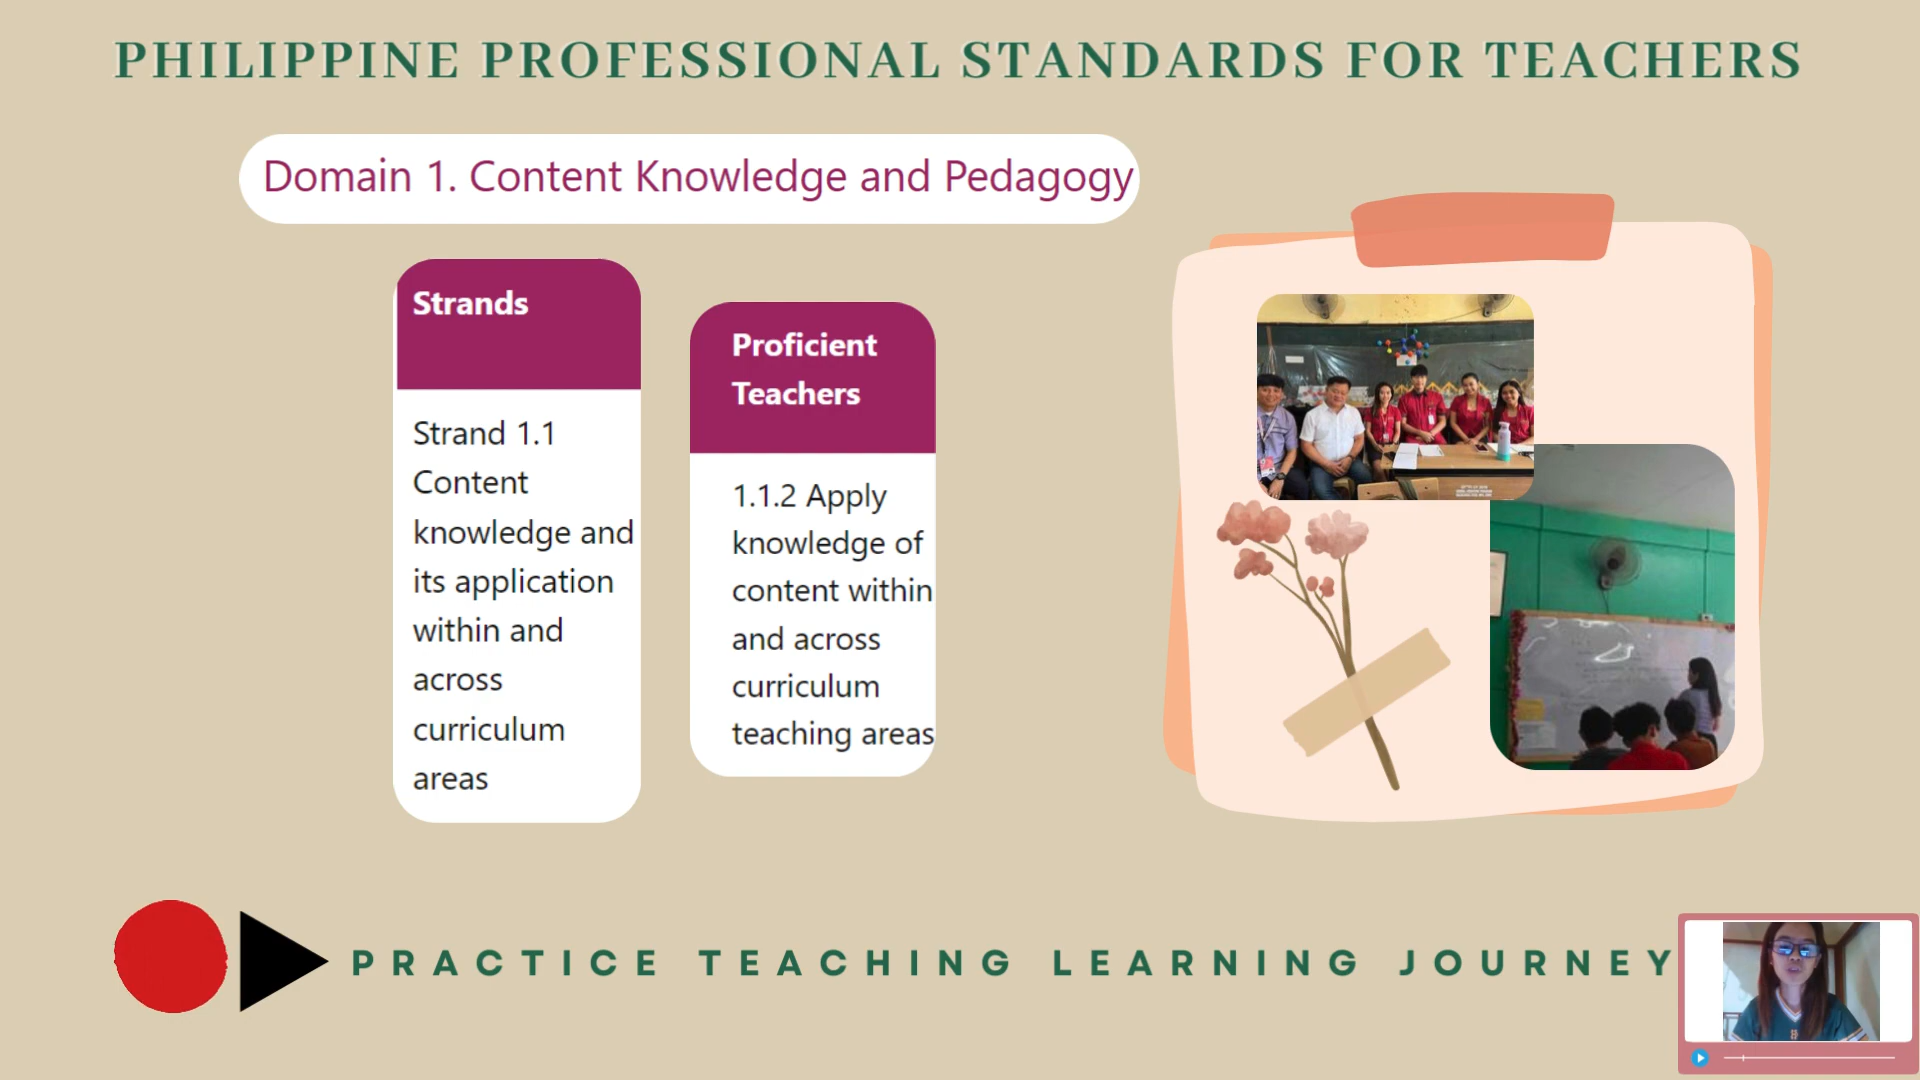 PHILIPPINE PROFESSIONAL STANDARDS FOR TEACHERS
Domain 1. Content Knowledge and Pedagogy
Strands
Strand 1.1
Content
knowledge and
its application
within and
across
curriculum
areas
Proficient
Teachers
1.1.2 Apply
knowledge of
content within
and across
curriculum
teaching areas
PRACTICE TEACHING LEARNING JOURNEY